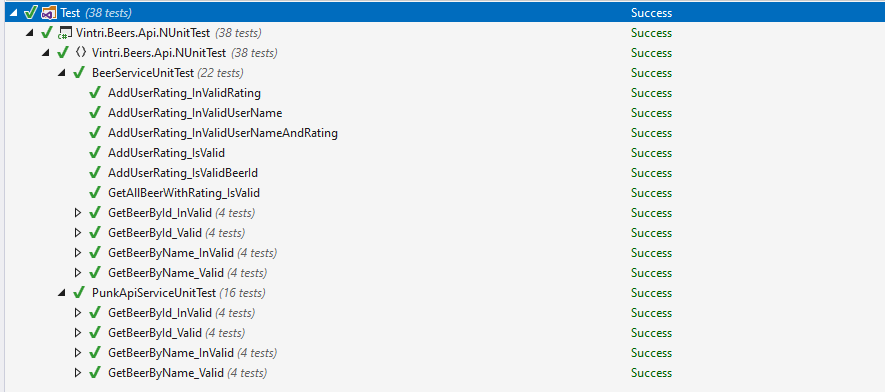 Test (38 tests) Success
Vintri.Beers.Api.NUnitTest (38 tests) Success
Vintri.Beers.Api.NUnitTest (38 tests) Success
BeerServiceUnitTest (22 tests) Success
AddUserRating_InValidRating Success
AddUserRating_InValidUserName Success
AddUserRating_InValidUserNameAndRating Success
AddUserRating_IsValid Success
AddUserRating_IsValidBeerId Success
GetAllBeerWithRating_IsValid Success
GetBeerById_InValid (4 tests) Success
GetBeerById_Valid (4 tests) Success
GetBeerByName_InValid (4 tests) Success
GetBeerByName_Valid (4 tests) Success
PunkApiServiceUnitTest (16 tests) Success
GetBeerById_InValid (4 tests) Success
GetBeerById_Valid (4 tests) Success
GetBeerByName_InValid (4 tests) Success
GetBeerByName_Valid (4 tests) Success